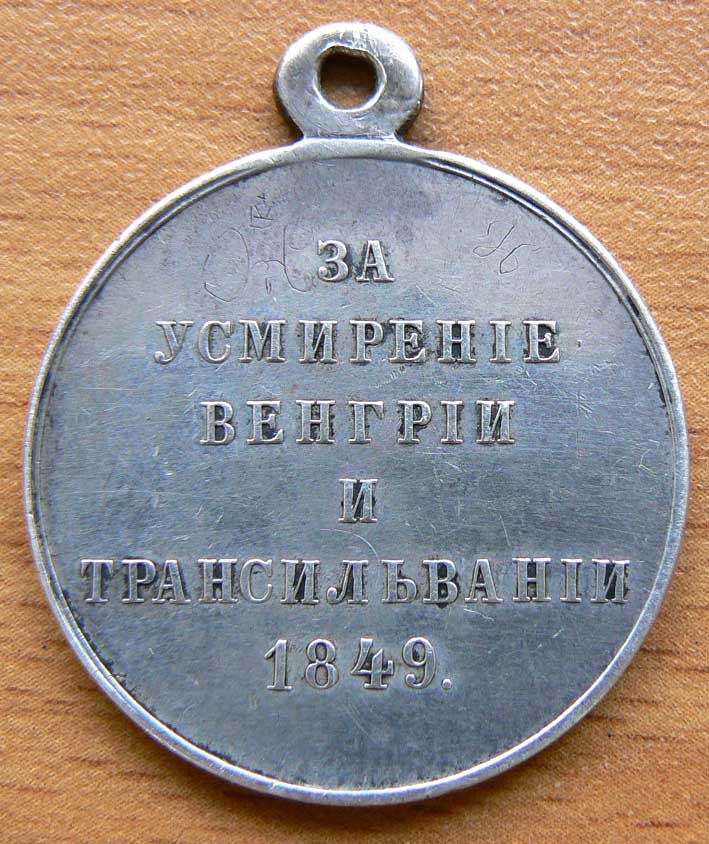 ЗА
УСМИРЕНІЕ
ВЕНГРІИ
И
ТРАНСИЛЬВАНІИ
1849.